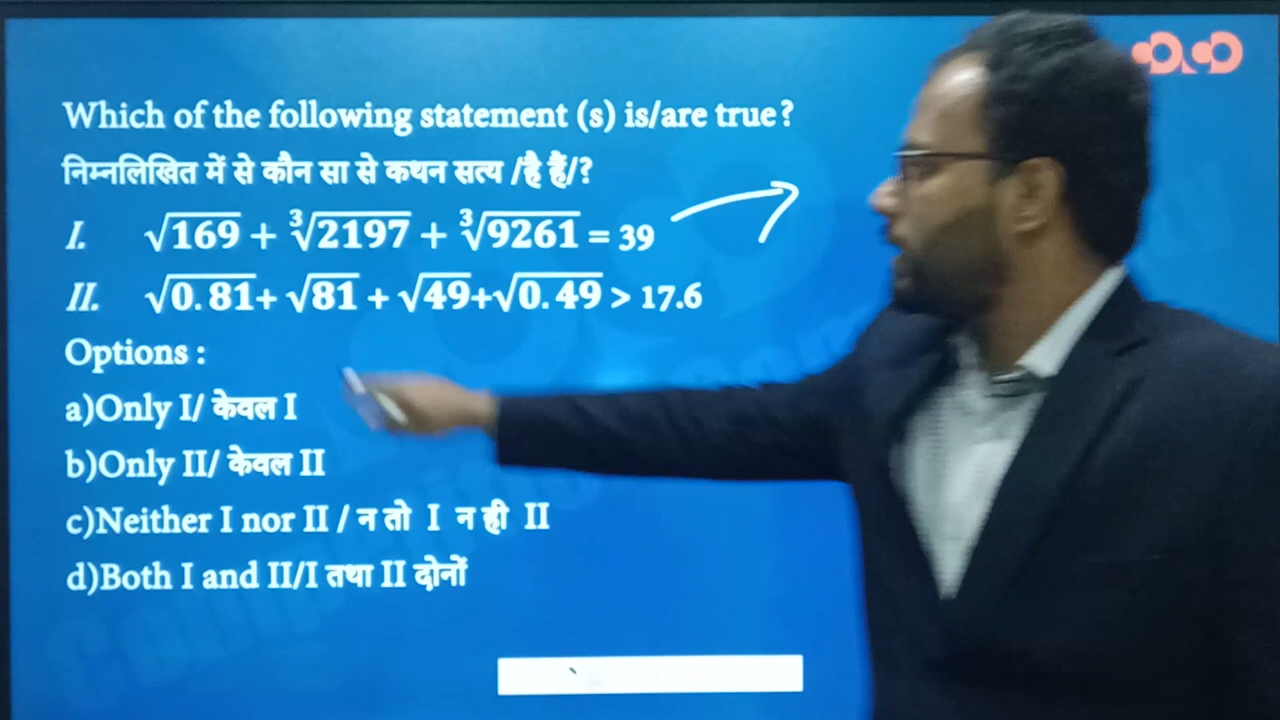 Which of the following statement (s) is/are true?
निम्नलिखित में से कौन सा से कथन सत्य /है हैं/?
I. √169 + ∛2197 + ∛9261 = 39
II. √0.81+ √81 + √49+√0.49 > 17.6
Options :
a)Only I/ केवल I
b)Only II/ केवल II
c)Neither I nor II / न तो I न ही II
d)Both I and II/I तथा II दोनों